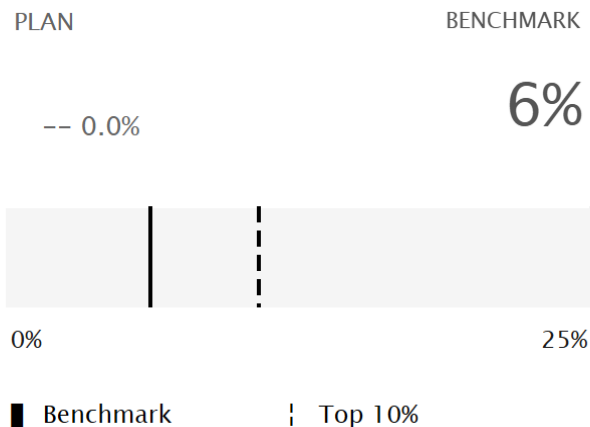 PLAN
BENCHMARK
-- 0.0%
6%
0%
25%
Benchmark
Top 10%